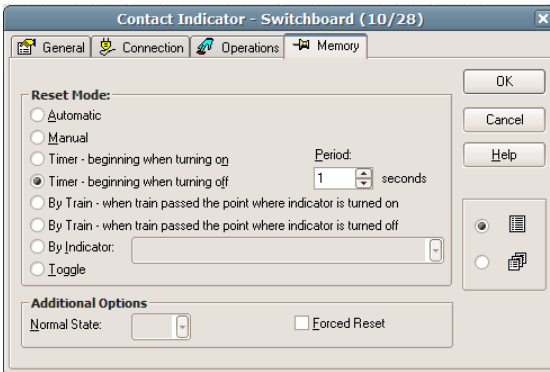 Contact Indicator - Switchboard (10/28)
General Connection Operations Memory
Reset Mode:
Automatic
Manual
Timer - beginning when turning on
Timer - beginning when turning off
Period:
1 seconds
By Train - when train passed the point where indicator is turned on
By Train - when train passed the point where indicator is turned off
By Indicator:
Toggle
Additional Options
Normal State:
Forced Reset
OK
Cancel
Help